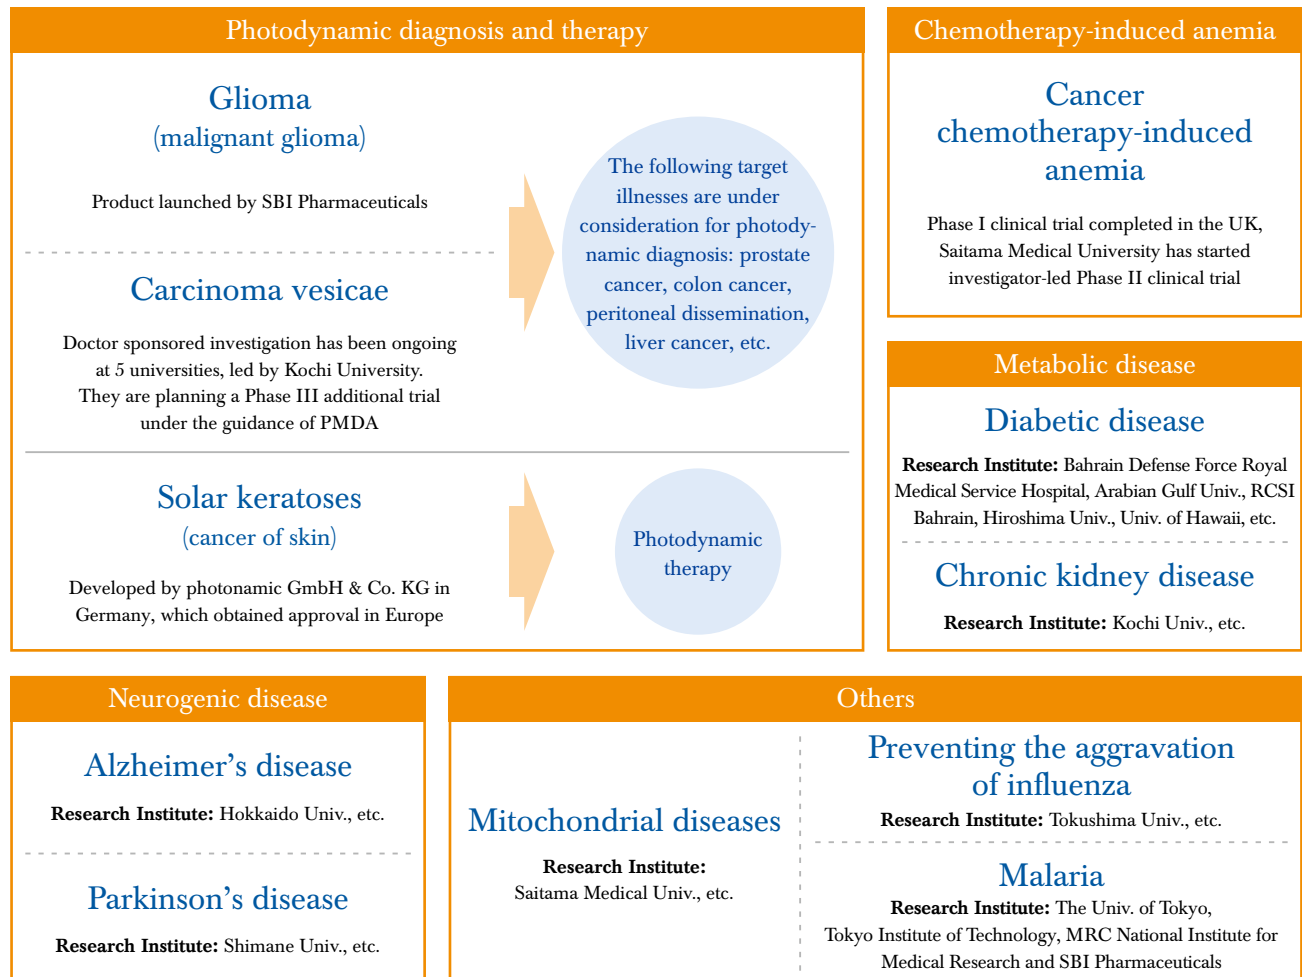 Photodynamic diagnosis and therapy
Glioma
(malignant glioma)
Product launched by SBI Pharmaceuticals
Carcinoma vesicae
Doctor sponsored investigation has been ongoing
at 5 universities, led by Kochi University.
They are planning a Phase III additional trial
under the guidance of PMDA
The following target
illnesses are under
consideration for photody-
namic diagnosis: prostate
cancer, colon cancer,
peritoneal dissemination,
liver cancer, etc.
Solar keratoses
(cancer of skin)
Developed by photonamic GmbH & Co. KG in
Germany, which obtained approval in Europe
Photodynamic
therapy
Chemotherapy-induced anemia
Cancer
chemotherapy-induced
anemia
Phase I clinical trial completed in the UK,
Saitama Medical University has started
investigator-led Phase II clinical trial
Metabolic disease
Diabetic disease
Research Institute: Bahrain Defense Force Royal
Medical Service Hospital, Arabian Gulf Univ., RCSI
Bahrain, Hiroshima Univ., Univ. of Hawaii, etc.
Chronic kidney disease
Research Institute: Kochi Univ., etc.
Neurogenic disease
Alzheimer's disease
Research Institute: Hokkaido Univ., etc.
Parkinson's disease
Research Institute: Shimane Univ., etc.
Others
Mitochondrial diseases
Research Institute:
Saitama Medical Univ., etc.
Preventing the aggravation
of influenza
Research Institute: Tokushima Univ., etc.
Malaria
Research Institute: The Univ. of Tokyo,
Tokyo Institute of Technology, MRC National Institute for
Medical Research and SBI Pharmaceuticals